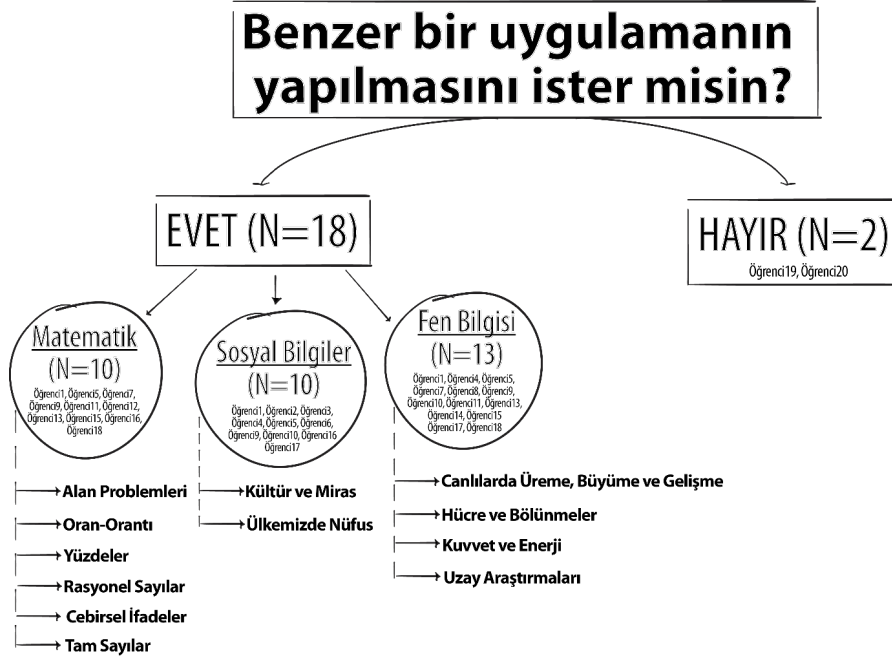 Benzer bir uygulamanın
yapılmasını ister misin?
EVET (N=18)
HAYIR (N=2)
Öğrenci19, Öğrenci20
Matematik
(N=10)
Öğrenci1, Öğrenci5, Öğrenci7,
Öğrenci9, Öğrenci11, Öğrenci12,
Öğrenci13, Öğrenci15, Öğrenci16,
Öğrenci18
Alan Problemleri
Oran-Orantı
Yüzdeler
Rasyonel Sayılar
Cebirsel İfadeler
Tam Sayılar
Sosyal Bilgiler
(N=10)
Öğrenci1, Öğrenci2, Öğrenci3,
Öğrenci4, Öğrenci5, Öğrenci6,
Öğrenci9, Öğrenci10, Öğrenci16
Öğrenci17
Kültür ve Miras
Ülkemizde Nüfus
Fen Bilgisi
(N=13)
Öğrenci1, Öğrenci4, Öğrenci5,
Öğrenci7, Öğrenci8, Öğrenci9,
Öğrenci10, Öğrenci11, Öğrenci13,
Öğrenci14, Öğrenci15
Öğrenci17, Öğrenci18
Canlılarda Üreme, Büyüme ve Gelişme
Hücre ve Bölünmeler
Kuvvet ve Enerji
Uzay Araştırmaları